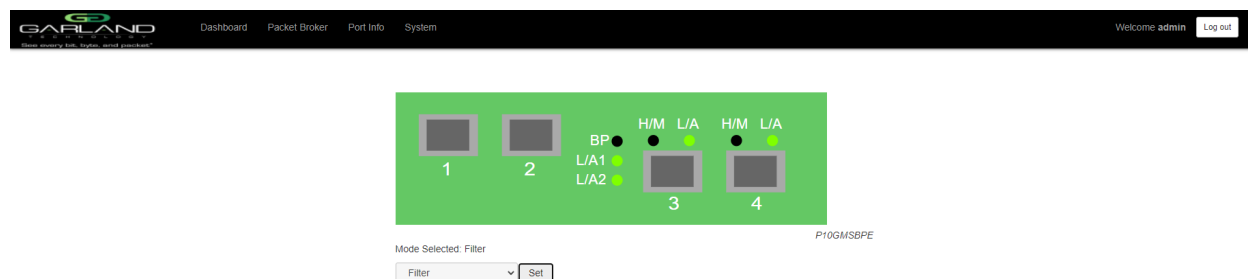 GARLAND
TECHNOLOGY
See every bit, byte, and packet®
Dashboard Packet Broker Port Info System
Welcome admin Log out
H/M L/A H/M L/A
BP
L/A1
L/A2
1 2
3 4
P10GMSBPE
Mode Selected: Filter
Filter Set